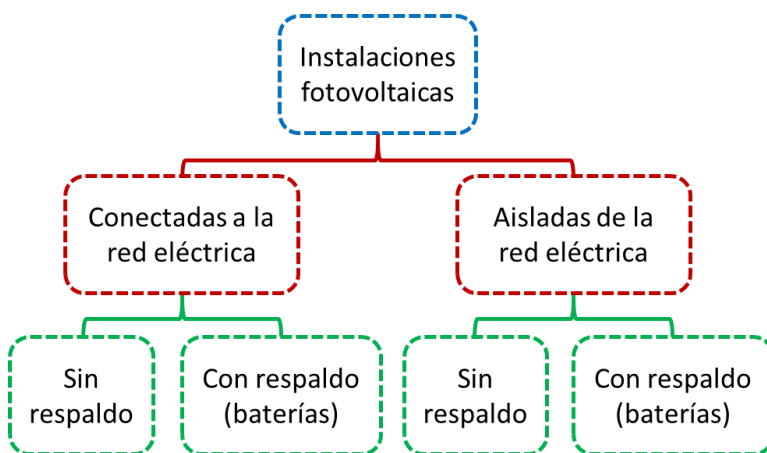 Instalaciones
fotovoltaicas
Conectadas a la
red eléctrica
Aisladas de la
red eléctrica
Sin
respaldo
Con respaldo
(baterías)
Sin
respaldo
Con respaldo
(baterías)